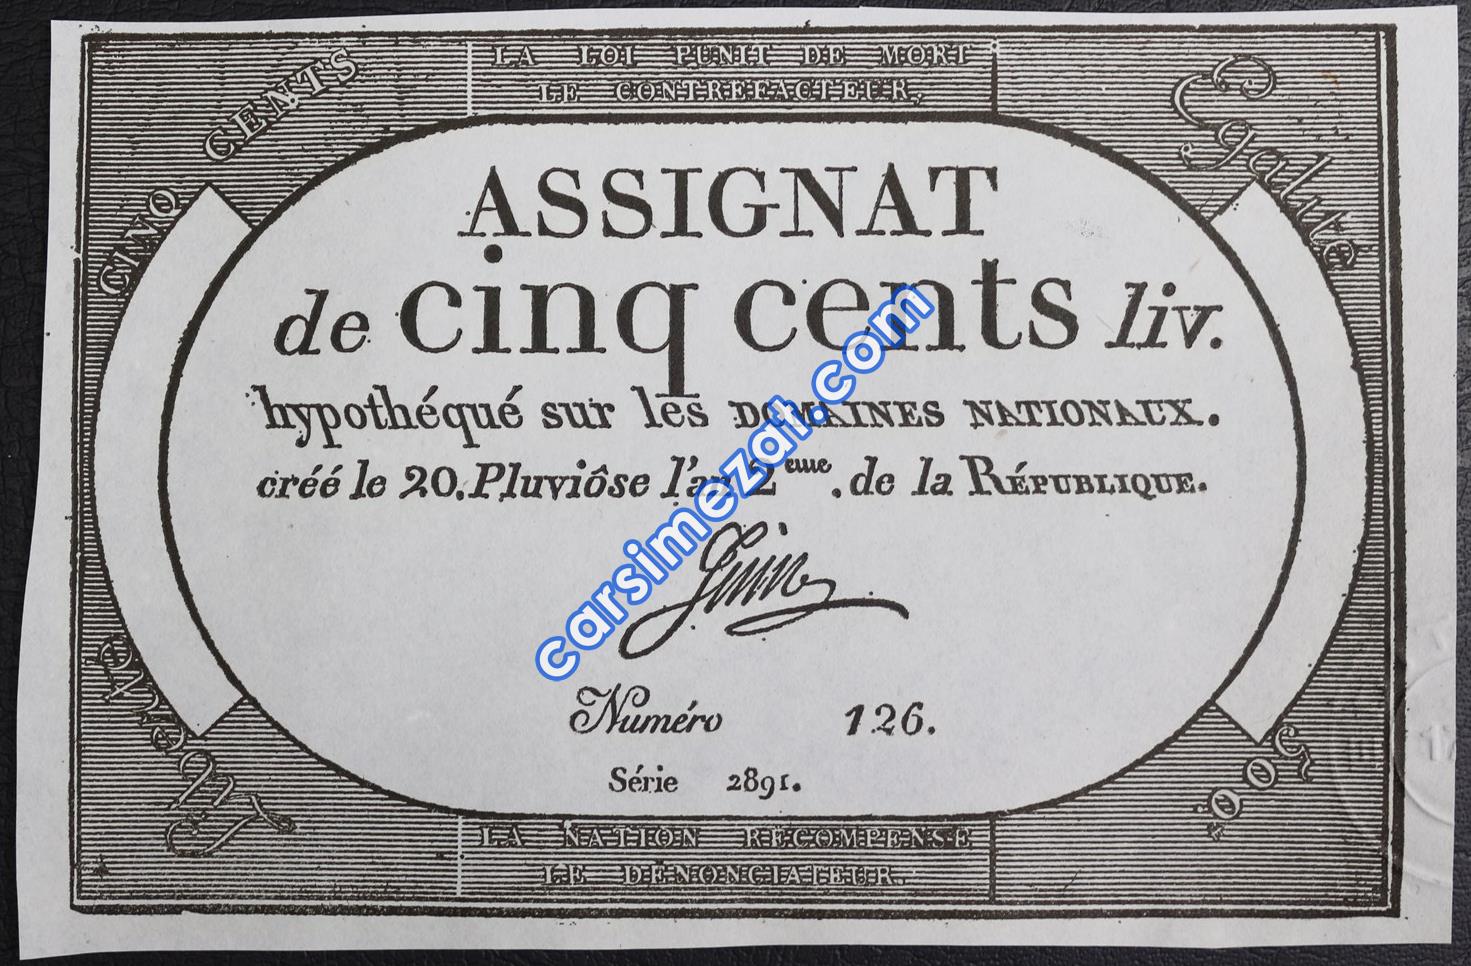 LA LOI PUNIT DE MORT
LE CONTREFACTEUR,
CINQ CENTS
Egalité
ASSIGNAT
de cinq cents liv.
hypothéqué sur les DOMAINES NATIONAUX.
créé le 20. Pluviôse l'an 2eme. de la RÉPUBLIQUE.
carsimezat.com
Numéro 126.
Série 2891.
500.
LA NATION RECOMPENSE
LE DENONCIATEUR.